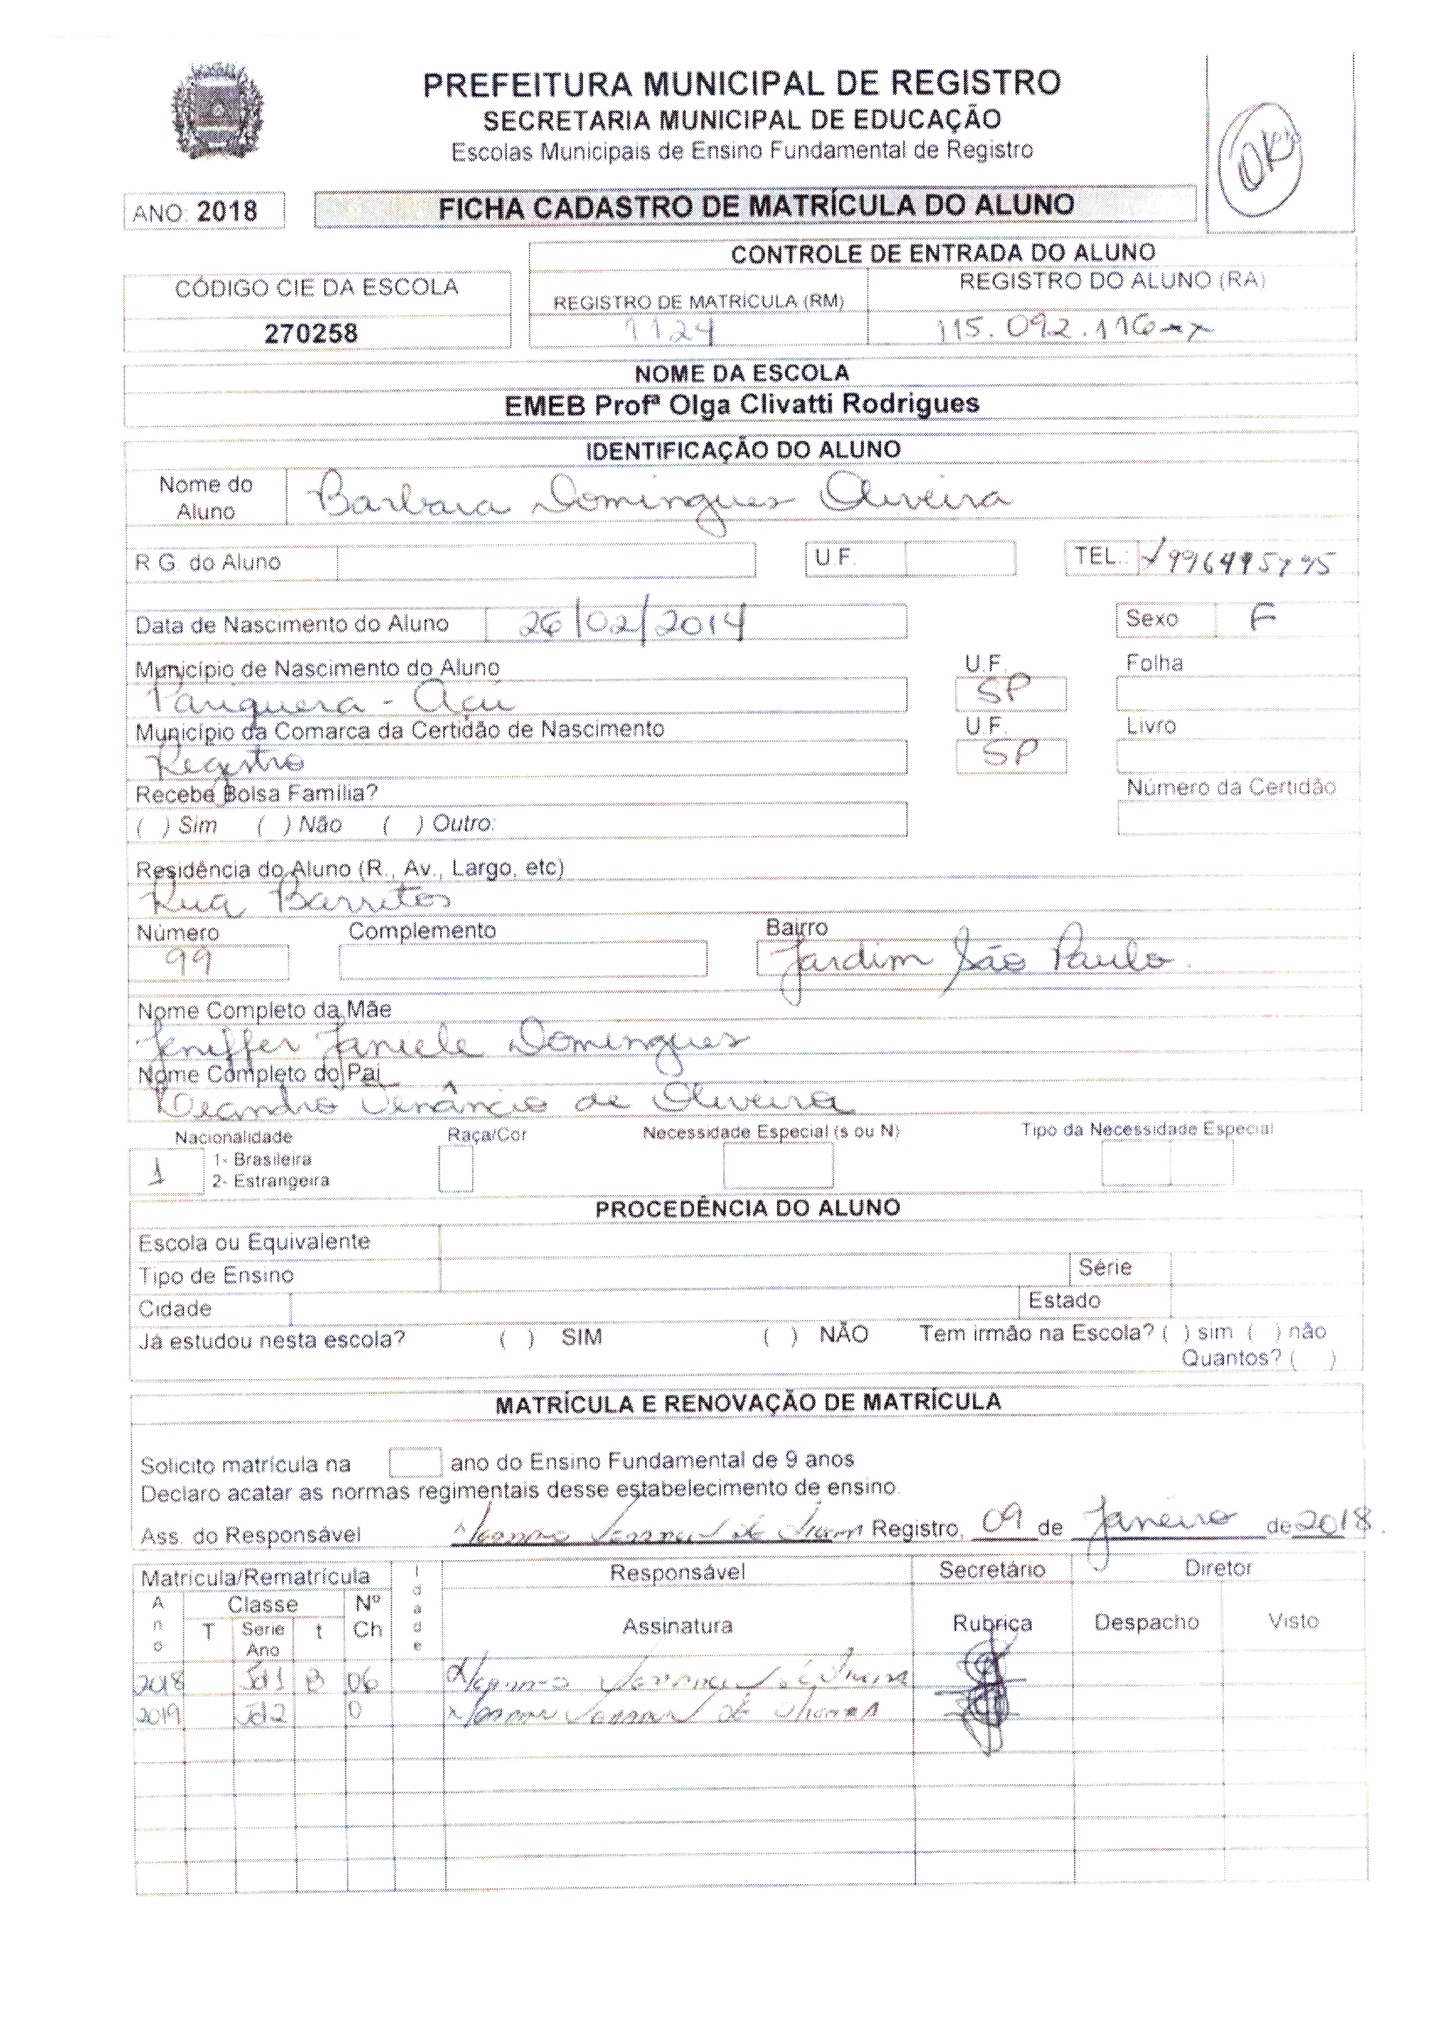 PREFEITURA MUNICIPAL DE REGISTRO
SECRETARIA MUNICIPAL DE EDUCAÇÃO
Escolas Municipais de Ensino Fundamental de Registro
OK
ANO: 2018
FICHA CADASTRO DE MATRÍCULA DO ALUNO
CONTROLE DE ENTRADA DO ALUNO
CÓDIGO CIE DA ESCOLA
REGISTRO DE MATRÍCULA (RM)
REGISTRO DO ALUNO (RA)
270258
1124
115.092.116-x
NOME DA ESCOLA
EMEB Profª Olga Clivatti Rodrigues
IDENTIFICAÇÃO DO ALUNO
Nome do Aluno
Barbara Domingues Oliveira
R G. do Aluno
U.F.
TEL.:
Data de Nascimento do Aluno 26/02/2014
Sexo F
Município de Nascimento do Aluno
U.F.
Folha
Pariquera - Açú
SP
Município da Comarca da Certidão de Nascimento
U.F.
Livro
Registro
SP
Recebe Bolsa Família?
Número da Certidão
( ) Sim ( ) Não ( ) Outro:
Residência do Aluno (R., Av., Largo, etc)
Rua Barritos
Número
Complemento
Bairro
99
Jardim São Paulo.
Nome Completo da Mãe
Jeniffer Janiele Domingues
Nome Completo do Pai
Leandro Venâncio de Oliveira
Nacionalidade
Raça/Cor
Necessidade Especial (s ou N)
Tipo da Necessidade Especial
1
1- Brasileira
2- Estrangeira
PROCEDÊNCIA DO ALUNO
Escola ou Equivalente
Tipo de Ensino
Série
Cidade
Estado
Já estudou nesta escola? ( ) SIM ( ) NÃO Tem irmão na Escola? ( ) sim ( ) não
Quantos? ( )
MATRÍCULA E RENOVAÇÃO DE MATRÍCULA
Solicito matrícula na ano do Ensino Fundamental de 9 anos
Declaro acatar as normas regimentais desse estabelecimento de ensino.
Ass. do Responsável Registro, 09 de Janeiro de 2018.
Matricula/Rematrícula
Idade
Responsável
Secretário
Diretor
Ano
Classe
Nº Ch
T
Serie Ano
t
Assinatura
Rubrica
Despacho
Visto
2018 Jd1 B 06
2019 Jd2 0